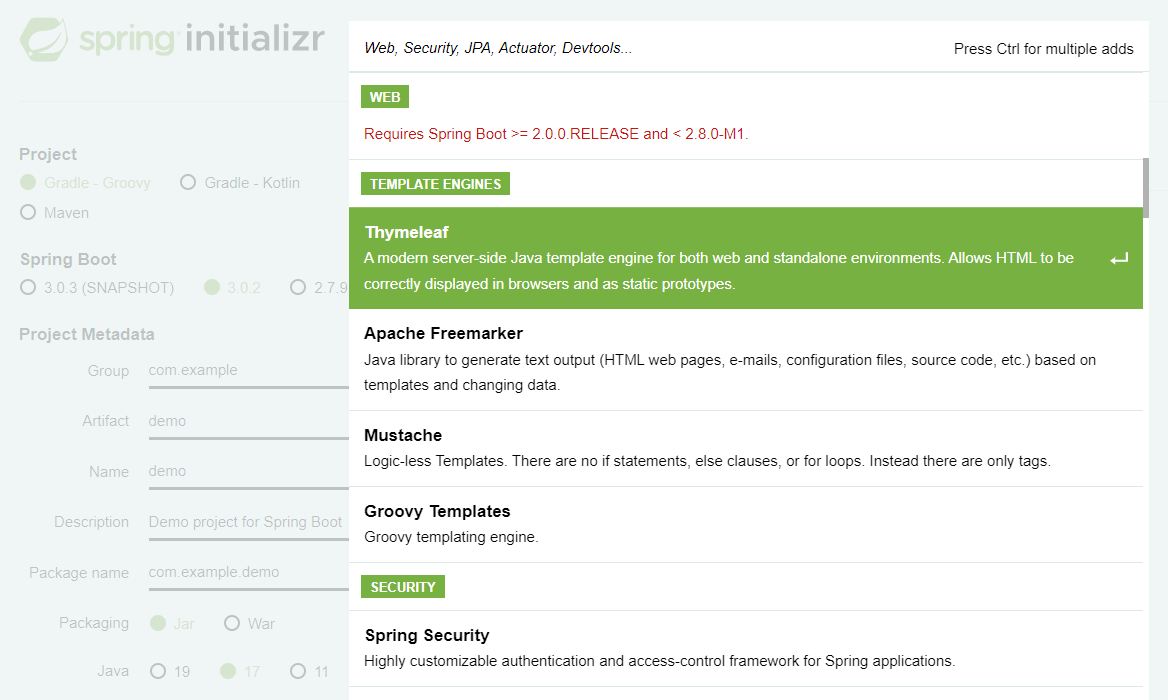 spring initializr
Web, Security, JPA, Actuator, Devtools...
Press Ctrl for multiple adds
WEB
Requires Spring Boot >= 2.0.0.RELEASE and < 2.8.0-M1.
TEMPLATE ENGINES
Thymeleaf
A modern server-side Java template engine for both web and standalone environments. Allows HTML to be
correctly displayed in browsers and as static prototypes.
Apache Freemarker
Java library to generate text output (HTML web pages, e-mails, configuration files, source code, etc.) based on
templates and changing data.
Mustache
Logic-less Templates. There are no if statements, else clauses, or for loops. Instead there are only tags.
Groovy Templates
Groovy templating engine.
SECURITY
Spring Security
Highly customizable authentication and access-control framework for Spring applications.
Project
Gradle - Groovy Gradle - Kotlin
Maven
Spring Boot
3.0.3 (SNAPSHOT) 3.0.2 2.7.9
Project Metadata
Group com.example
Artifact demo
Name demo
Description Demo project for Spring Boot
Package name com.example.demo
Packaging Jar War
Java 19 17 11